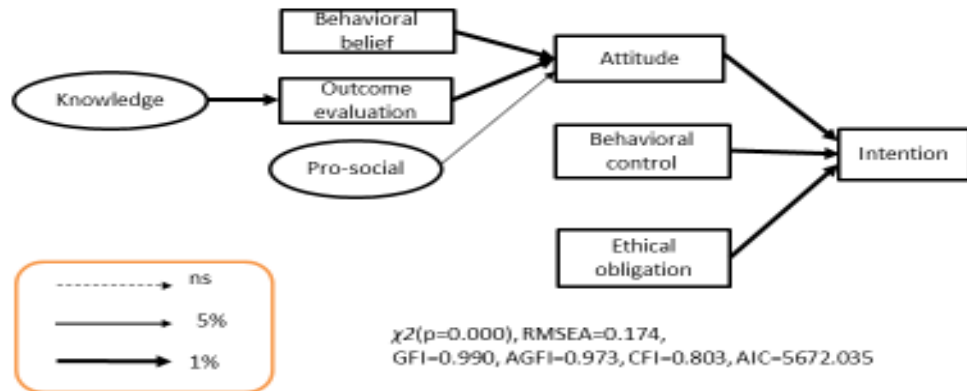 Behavioral
belief
Attitude
Knowledge
Outcome
evaluation
Behavioral
control
Intention
Pro-social
Ethical
obligation
ns
5%
1%
χ2(p=0.000), RMSEA=0.174,
GFI=0.990, AGFI=0.973, CFI=0.803, AIC=5672.035